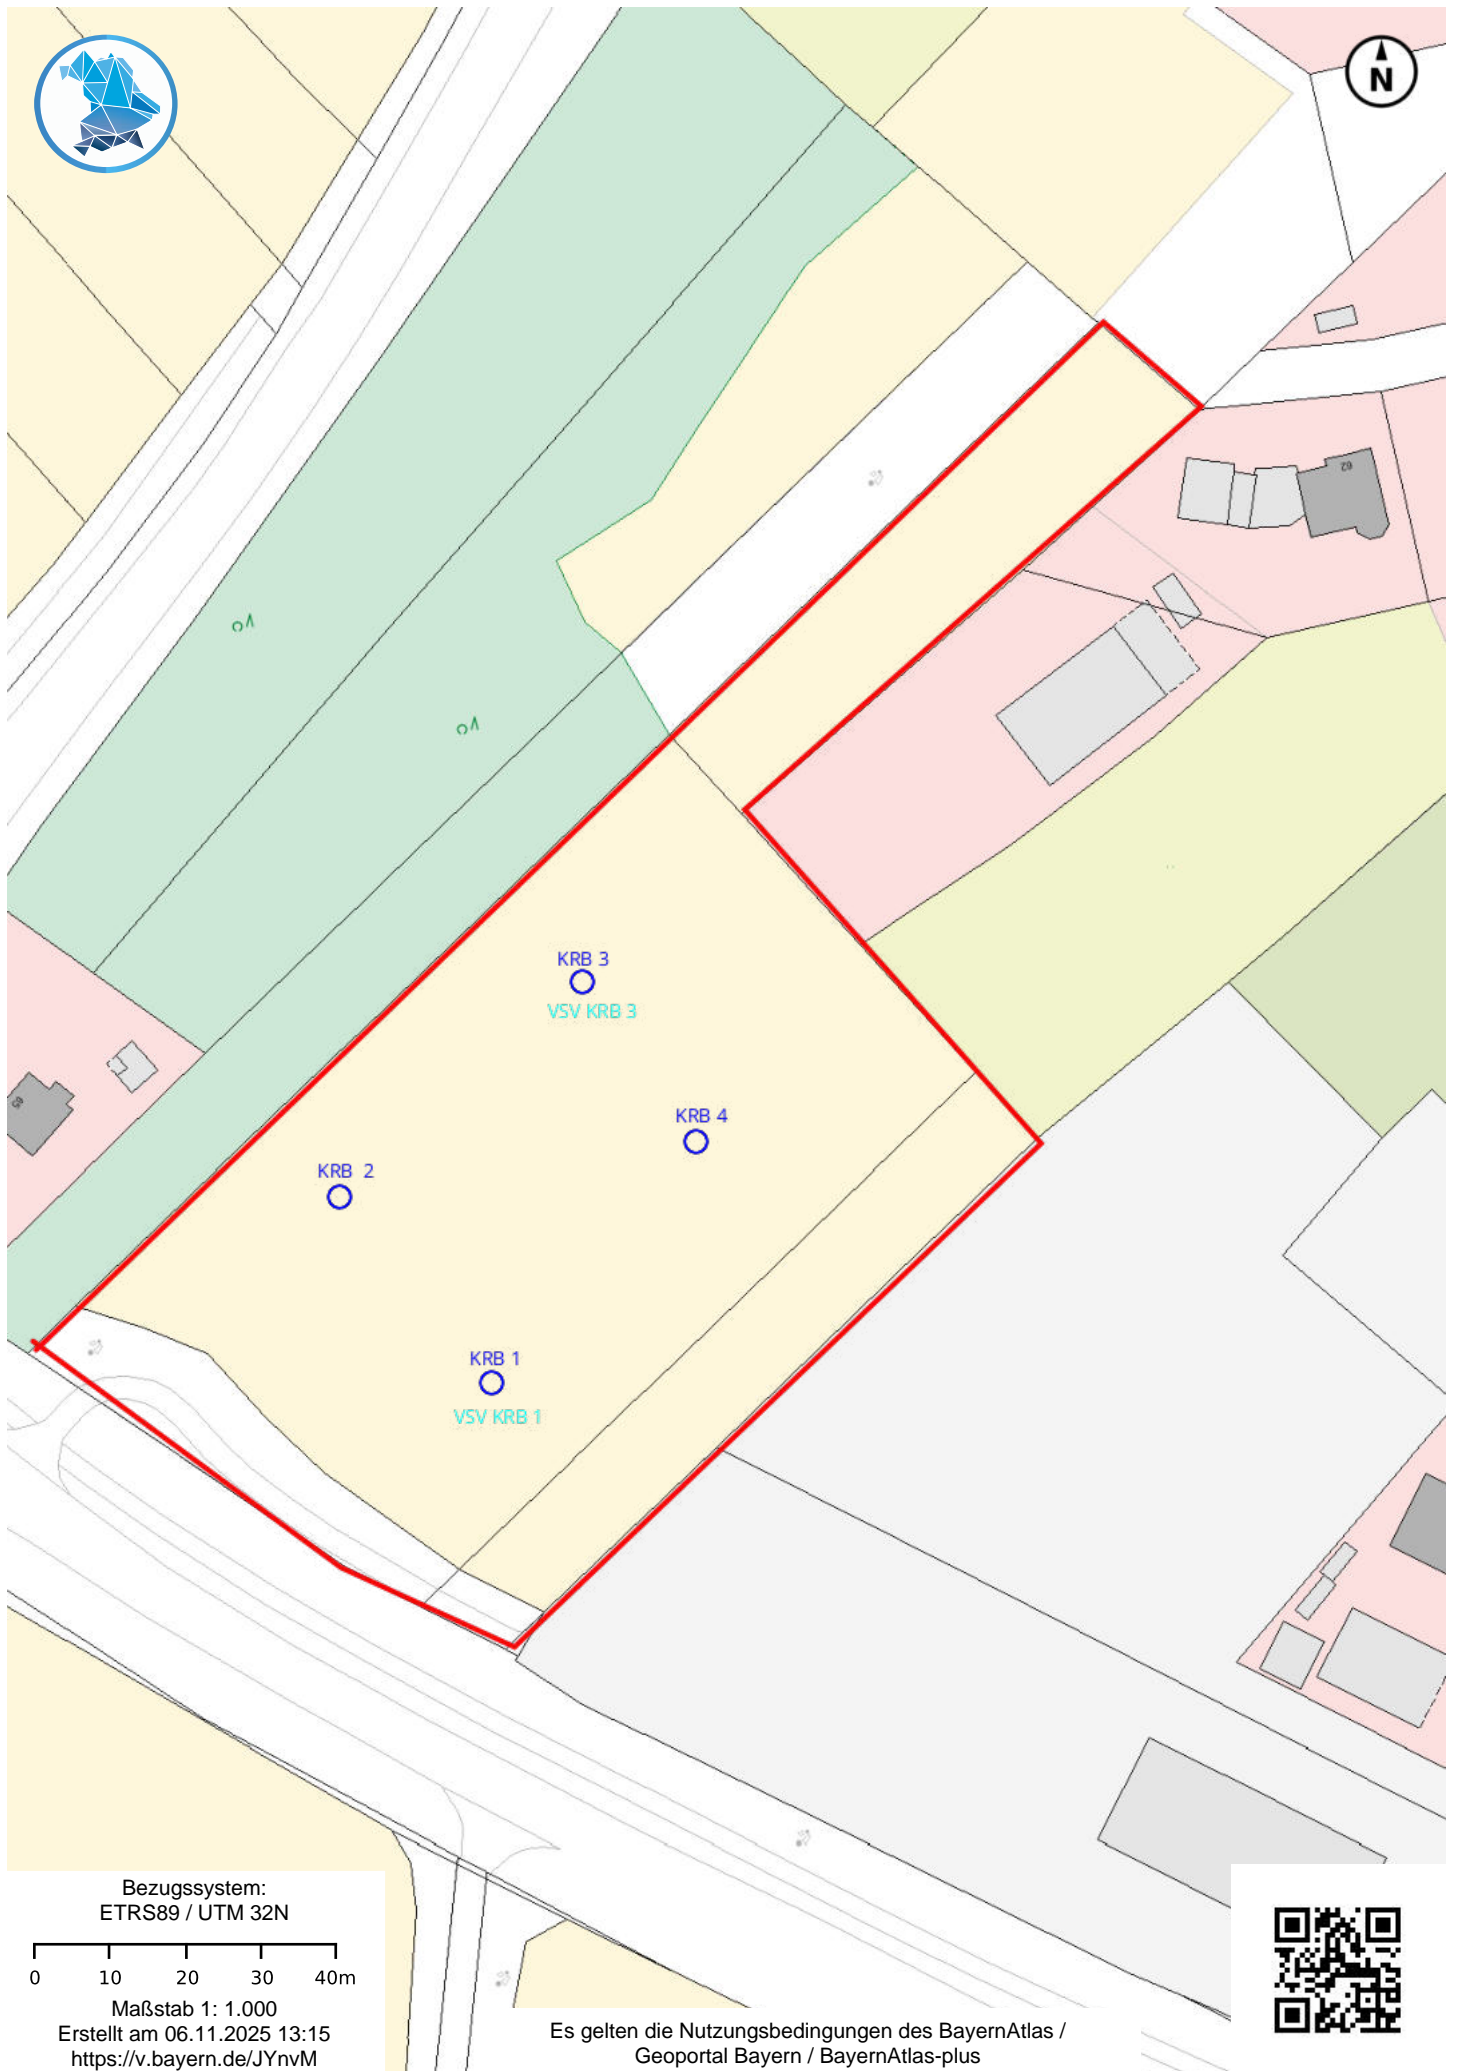 N
62
KRB 3
VSV KRB 3
KRB 4
KRB 2
65
KRB 1
VSV KRB 1
Bezugssystem:
ETRS89 / UTM 32N
0 10 20 30 40m
Maßstab 1: 1.000
Erstellt am 06.11.2025 13:15
https://v.bayern.de/JYnvM
Es gelten die Nutzungsbedingungen des BayernAtlas /
Geoportal Bayern / BayernAtlas-plus